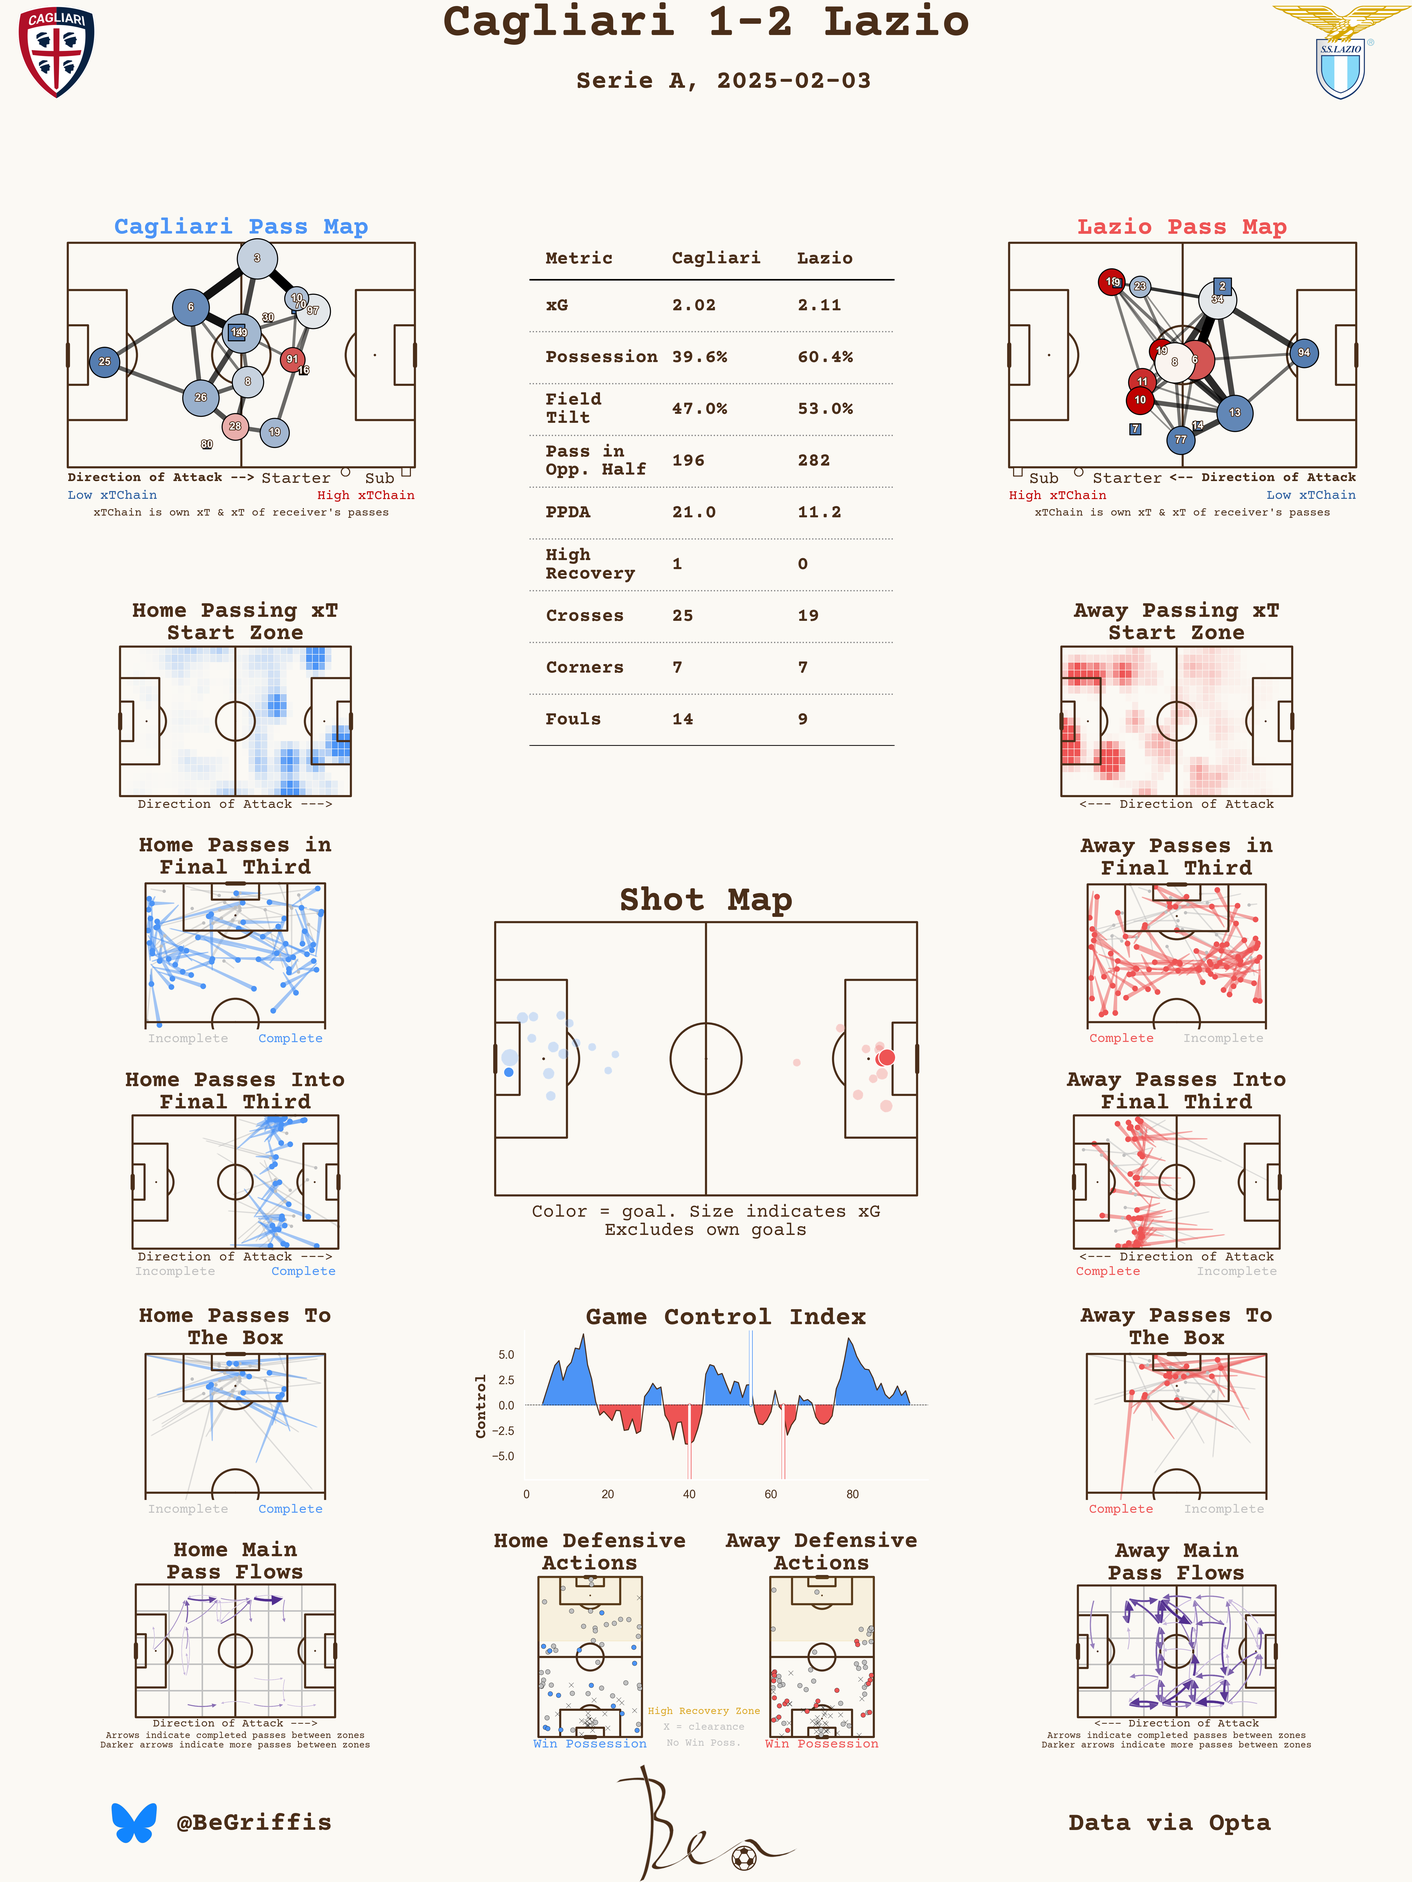 Cagliari 1-2 Lazio
Serie A, 2025-02-03
CAGLIARI
S.S.LAZIO
®
Cagliari Pass Map
3
6
10
70
97
30
14
9
25
91
16
8
26
28
19
80
Direction of Attack --> Starter Sub
Low xTChain High xTChain
xTChain is own xT & xT of receiver's passes
Metric Cagliari Lazio
xG 2.02 2.11
Possession 39.6% 60.4%
Field
Tilt 47.0% 53.0%
Pass in
Opp. Half 196 282
PPDA 21.0 11.2
High
Recovery 1 0
Crosses 25 19
Corners 7 7
Fouls 14 9
Lazio Pass Map
18
9
23
2
34
19
8
6
94
11
10
13
7
14
77
Sub Starter <-- Direction of Attack
High xTChain Low xTChain
xTChain is own xT & xT of receiver's passes
Home Passing xT
Start Zone
Direction of Attack --->
Away Passing xT
Start Zone
<--- Direction of Attack
Home Passes in
Final Third
Incomplete Complete
Away Passes in
Final Third
Complete Incomplete
Shot Map
Color = goal. Size indicates xG
Excludes own goals
Home Passes Into
Final Third
Direction of Attack --->
Incomplete Complete
Away Passes Into
Final Third
<--- Direction of Attack
Complete Incomplete
Home Passes To
The Box
Incomplete Complete
Game Control Index
Control
5.0
2.5
0.0
−2.5
−5.0
0 20 40 60 80
Away Passes To
The Box
Complete Incomplete
Home Main
Pass Flows
Direction of Attack --->
Arrows indicate completed passes between zones
Darker arrows indicate more passes between zones
Home Defensive
Actions
Win Possession
Away Defensive
Actions
Win Possession
High Recovery Zone
X = clearance
No Win Poss.
Away Main
Pass Flows
<--- Direction of Attack
Arrows indicate completed passes between zones
Darker arrows indicate more passes between zones
@BeGriffis
Ben
Data via Opta